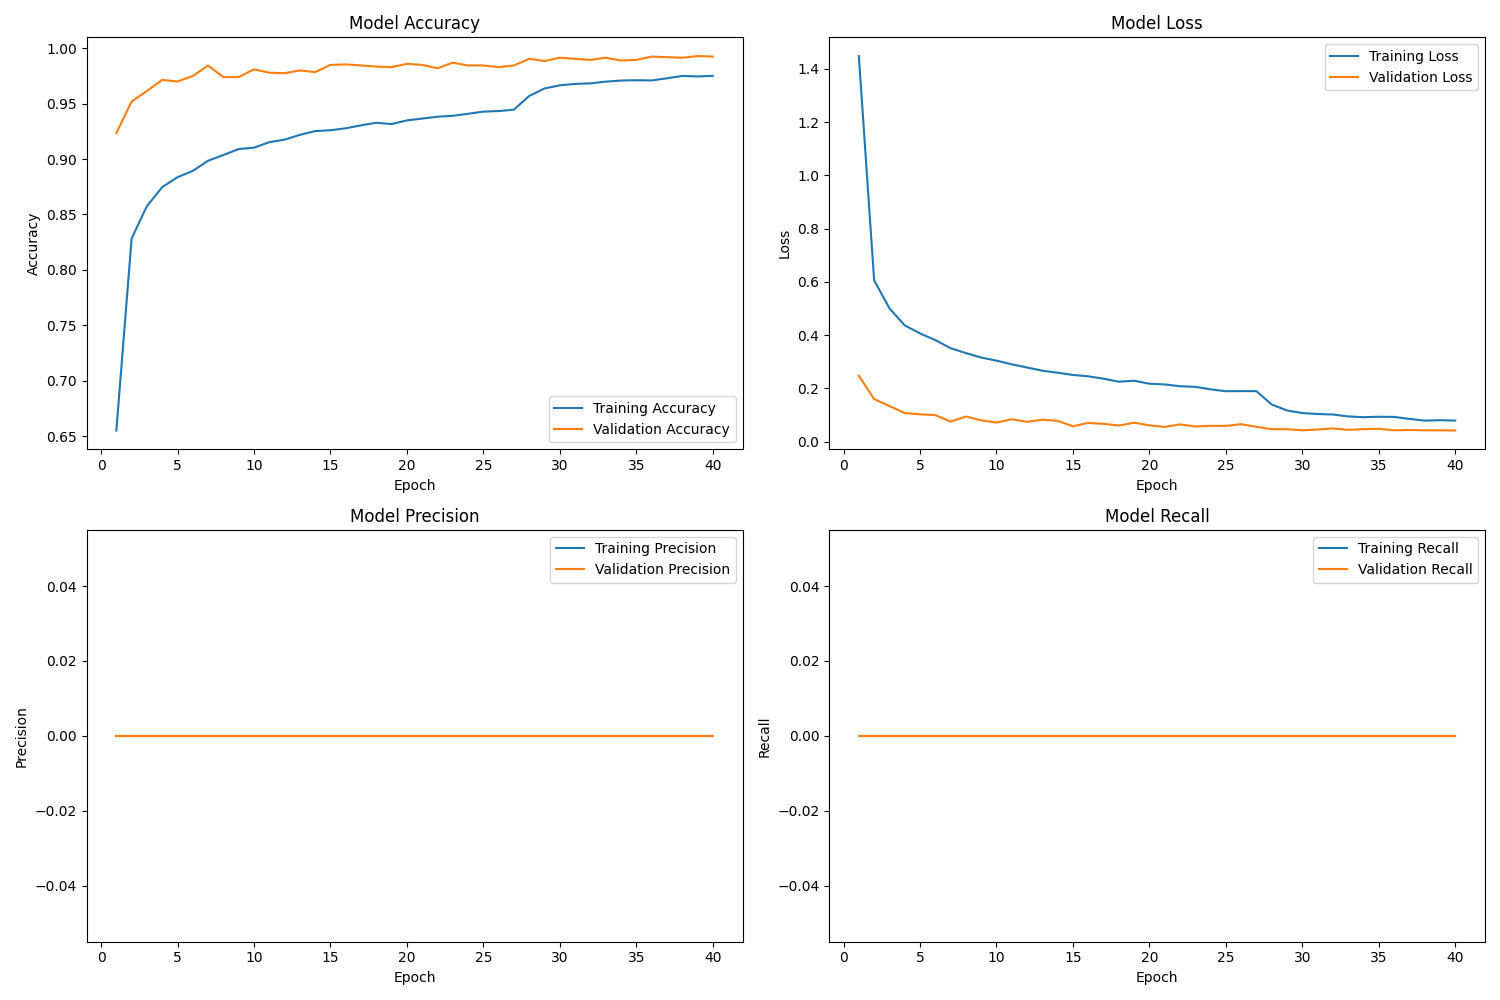 Model Accuracy
1.00
0.95
0.90
0.85
0.80
0.75
0.70
0.65
Accuracy
Training Accuracy
Validation Accuracy
0 5 10 15 20 25 30 35 40
Epoch
Model Loss
1.4
1.2
1.0
0.8
0.6
0.4
0.2
0.0
Loss
Training Loss
Validation Loss
0 5 10 15 20 25 30 35 40
Epoch
Model Precision
0.04
0.02
0.00
−0.02
−0.04
Precision
Training Precision
Validation Precision
0 5 10 15 20 25 30 35 40
Epoch
Model Recall
0.04
0.02
0.00
−0.02
−0.04
Recall
Training Recall
Validation Recall
0 5 10 15 20 25 30 35 40
Epoch